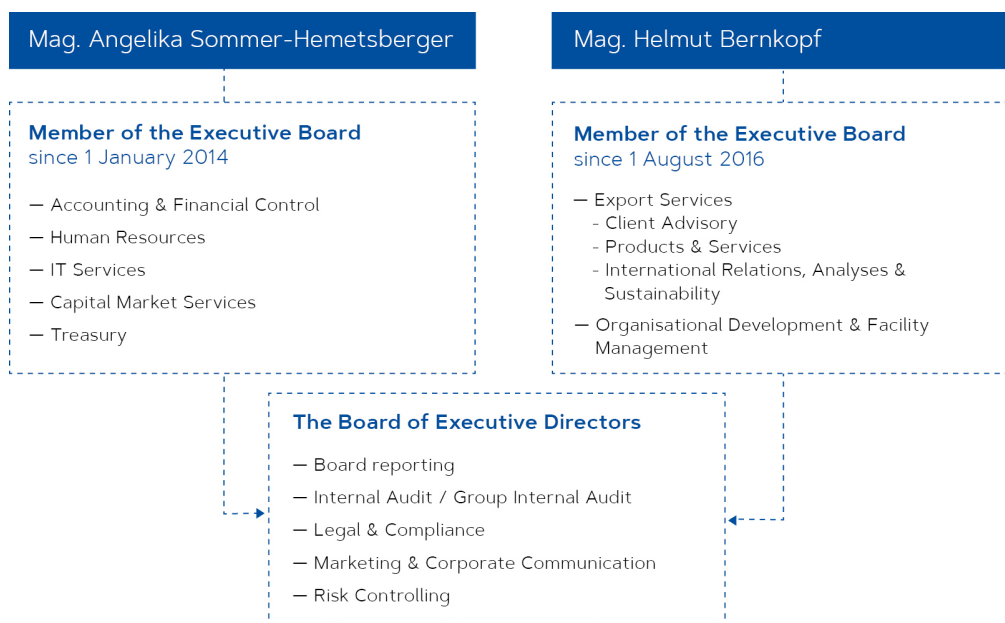 Mag. Angelika Sommer-Hemetsberger
Member of the Executive Board
since 1 January 2014
— Accounting & Financial Control
— Human Resources
— IT Services
— Capital Market Services
— Treasury
Mag. Helmut Bernkopf
Member of the Executive Board
since 1 August 2016
— Export Services
- Client Advisory
- Products & Services
- International Relations, Analyses &
Sustainability
— Organisational Development & Facility
Management
The Board of Executive Directors
— Board reporting
— Internal Audit / Group Internal Audit
— Legal & Compliance
— Marketing & Corporate Communication
— Risk Controlling